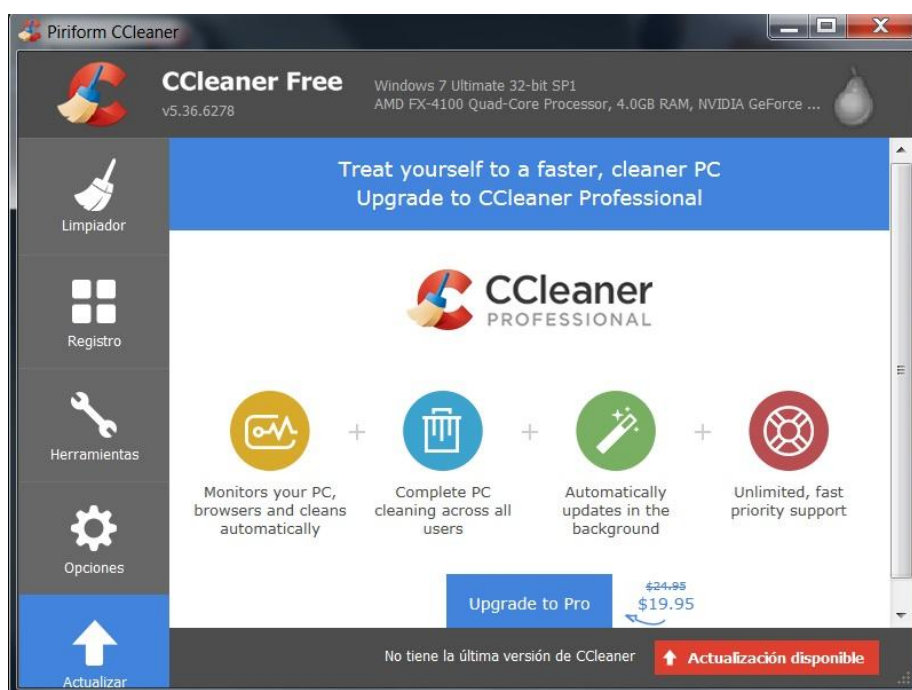 Piriform CCleaner
CCleaner Free
v5.36.6278
Windows 7 Ultimate 32-bit SP1
AMD FX-4100 Quad-Core Processor, 4.0GB RAM, NVIDIA GeForce ...
Limpiador
Registro
Herramientas
Opciones
Actualizar
Treat yourself to a faster, cleaner PC
Upgrade to CCleaner Professional
CCleaner
PROFESSIONAL
Monitors your PC,
browsers and cleans
automatically
Complete PC
cleaning across all
users
Automatically
updates in the
background
Unlimited, fast
priority support
Upgrade to Pro
$24.95
$19.95
No tiene la última versión de CCleaner
Actualización disponible